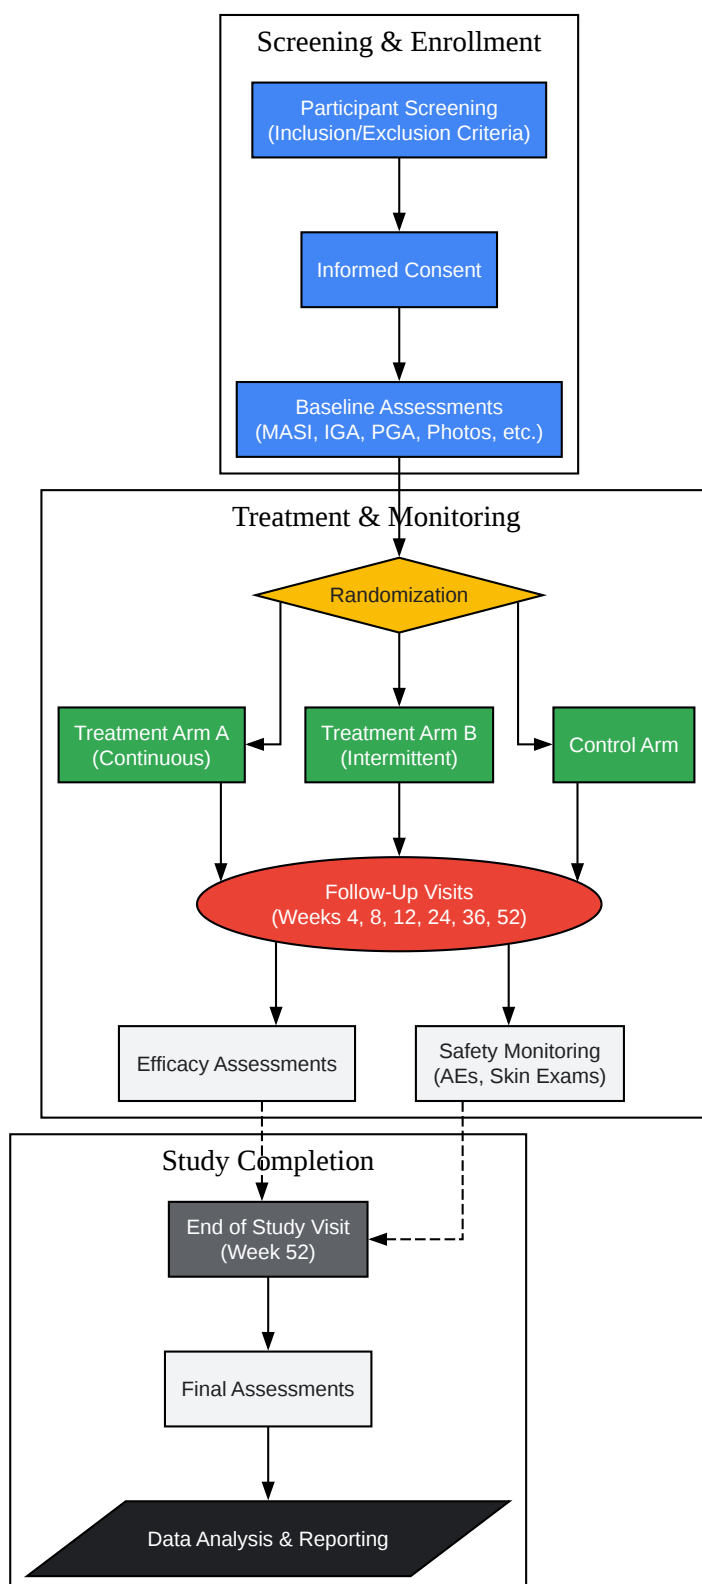 Screening & Enrollment
Participant Screening
(Inclusion/Exclusion Criteria)
Informed Consent
Baseline Assessments
(MASI, IGA, PGA, Photos, etc.)
Treatment & Monitoring
Randomization
Treatment Arm A
(Continuous)
Treatment Arm B
(Intermittent)
Control Arm
Follow-Up Visits
(Weeks 4, 8, 12, 24, 36, 52)
Efficacy Assessments
Safety Monitoring
(AEs, Skin Exams)
Study Completion
End of Study Visit
(Week 52)
Final Assessments
Data Analysis & Reporting